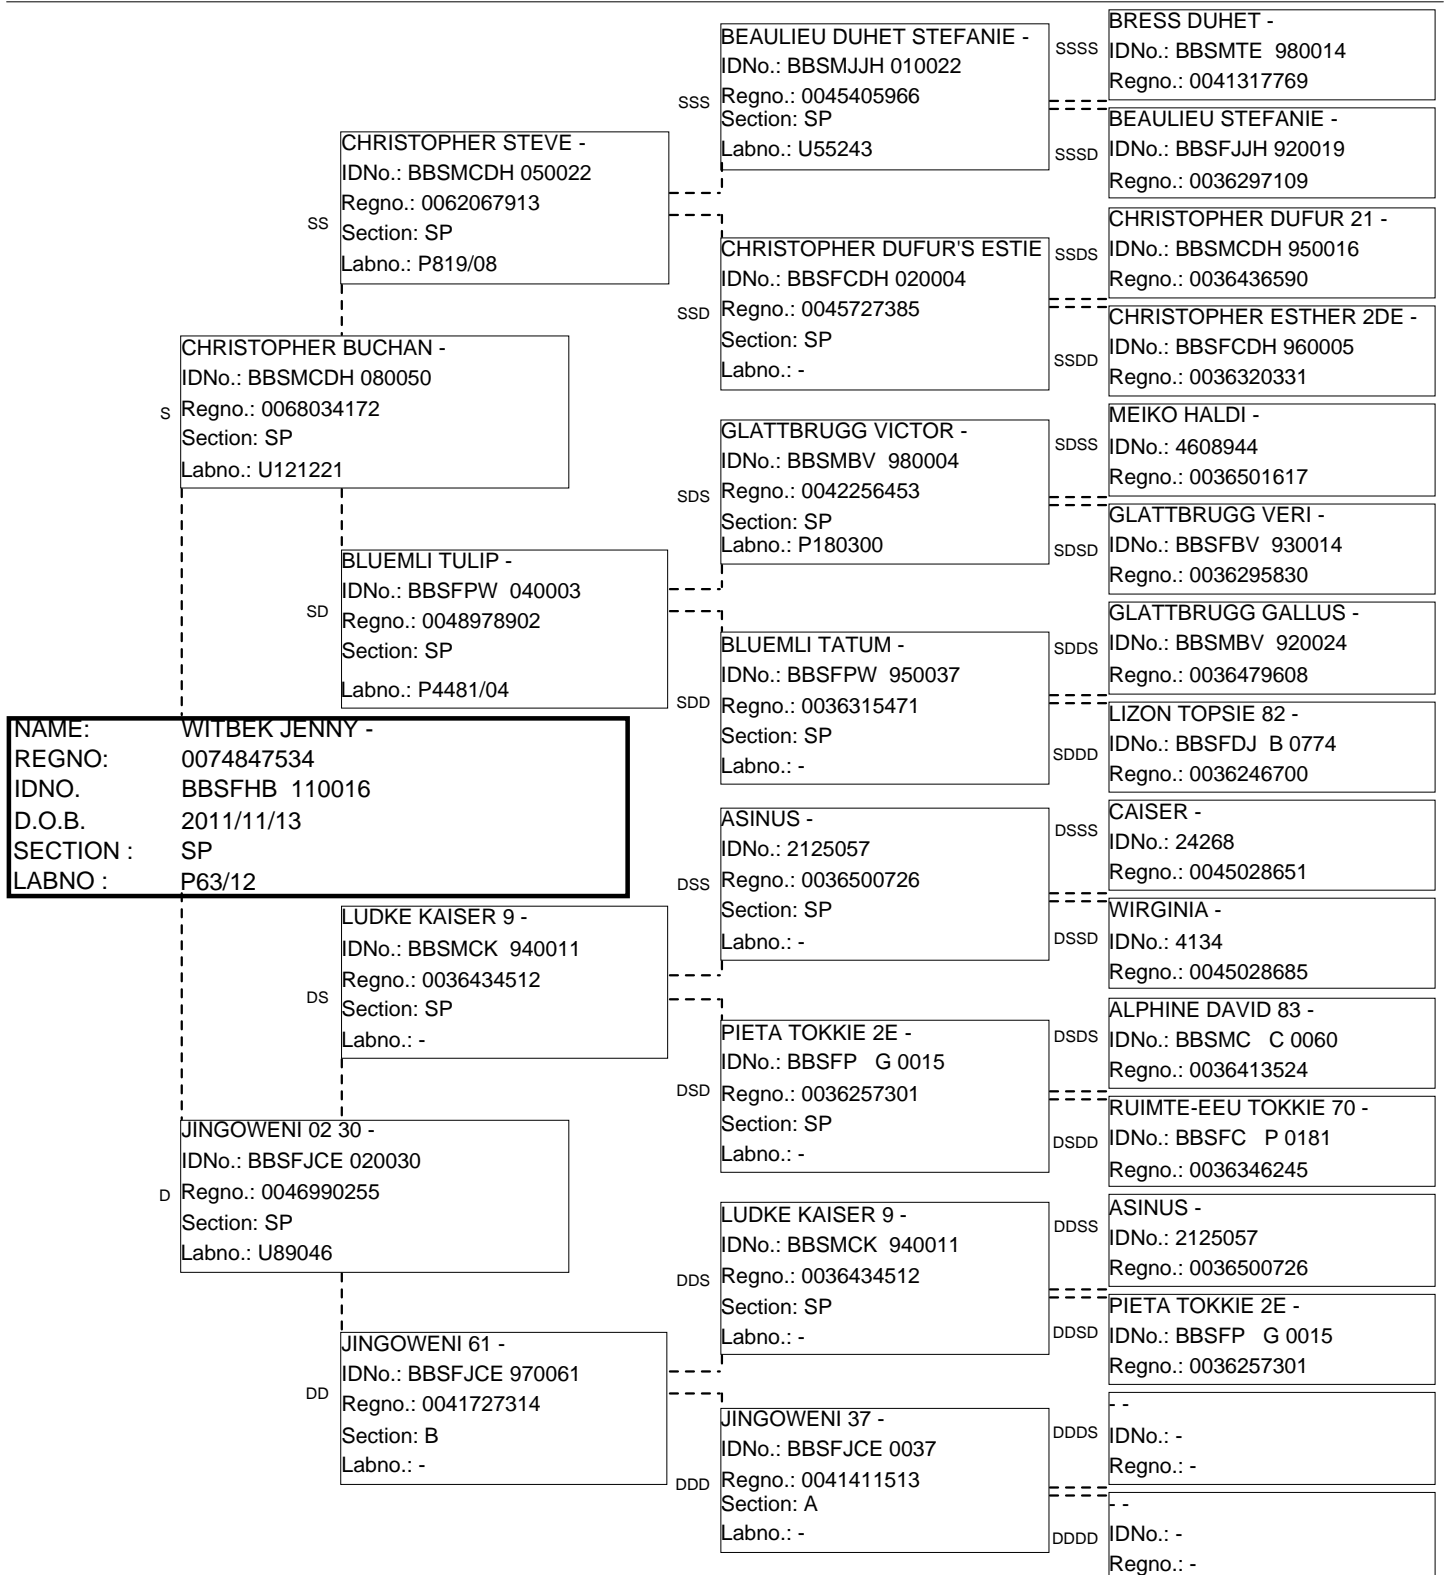 S
CHRISTOPHER BUCHAN -
IDNo.: BBSMCDH 080050
Regno.: 0068034172
Section: SP
Labno.: U121221
NAME: WITBEK JENNY -
REGNO: 0074847534
IDNO. BBSFHB 110016
D.O.B. 2011/11/13
SECTION : SP
LABNO : P63/12
D
JINGOWENI 02 30 -
IDNo.: BBSFJCE 020030
Regno.: 0046990255
Section: SP
Labno.: U89046
SS
CHRISTOPHER STEVE -
IDNo.: BBSMCDH 050022
Regno.: 0062067913
Section: SP
Labno.: P819/08
SD
BLUEMLI TULIP -
IDNo.: BBSFPW 040003
Regno.: 0048978902
Section: SP
Labno.: P4481/04
DS
LUDKE KAISER 9 -
IDNo.: BBSMCK 940011
Regno.: 0036434512
Section: SP
Labno.: -
DD
JINGOWENI 61 -
IDNo.: BBSFJCE 970061
Regno.: 0041727314
Section: B
Labno.: -
SSS
BEAULIEU DUHET STEFANIE -
IDNo.: BBSMJJH 010022
Regno.: 0045405966
Section: SP
Labno.: U55243
SSD
CHRISTOPHER DUFUR'S ESTIE
IDNo.: BBSFCDH 020004
Regno.: 0045727385
Section: SP
Labno.: -
SDS
GLATTBRUGG VICTOR -
IDNo.: BBSMBV 980004
Regno.: 0042256453
Section: SP
Labno.: P180300
SDD
BLUEMLI TATUM -
IDNo.: BBSFPW 950037
Regno.: 0036315471
Section: SP
Labno.: -
DSS
ASINUS -
IDNo.: 2125057
Regno.: 0036500726
Section: SP
Labno.: -
DSD
PIETA TOKKIE 2E -
IDNo.: BBSFP G 0015
Regno.: 0036257301
Section: SP
Labno.: -
DDS
LUDKE KAISER 9 -
IDNo.: BBSMCK 940011
Regno.: 0036434512
Section: SP
Labno.: -
DDD
JINGOWENI 37 -
IDNo.: BBSFJCE 0037
Regno.: 0041411513
Section: A
Labno.: -
SSSS
BRESS DUHET -
IDNo.: BBSMTE 980014
Regno.: 0041317769
SSSD
BEAULIEU STEFANIE -
IDNo.: BBSFJJH 920019
Regno.: 0036297109
SSDS
CHRISTOPHER DUFUR 21 -
IDNo.: BBSMCDH 950016
Regno.: 0036436590
SSDD
CHRISTOPHER ESTHER 2DE -
IDNo.: BBSFCDH 960005
Regno.: 0036320331
SDSS
MEIKO HALDI -
IDNo.: 4608944
Regno.: 0036501617
SDSD
GLATTBRUGG VERI -
IDNo.: BBSFBV 930014
Regno.: 0036295830
SDDS
GLATTBRUGG GALLUS -
IDNo.: BBSMBV 920024
Regno.: 0036479608
SDDD
LIZON TOPSIE 82 -
IDNo.: BBSFDJ B 0774
Regno.: 0036246700
DSSS
CAISER -
IDNo.: 24268
Regno.: 0045028651
DSSD
WIRGINIA -
IDNo.: 4134
Regno.: 0045028685
DSDS
ALPHINE DAVID 83 -
IDNo.: BBSMC C 0060
Regno.: 0036413524
DSDD
RUIMTE-EEU TOKKIE 70 -
IDNo.: BBSFC P 0181
Regno.: 0036346245
DDSS
ASINUS -
IDNo.: 2125057
Regno.: 0036500726
DDSD
PIETA TOKKIE 2E -
IDNo.: BBSFP G 0015
Regno.: 0036257301
DDDS
- -
IDNo.: -
Regno.: -
DDDD
- -
IDNo.: -
Regno.: -